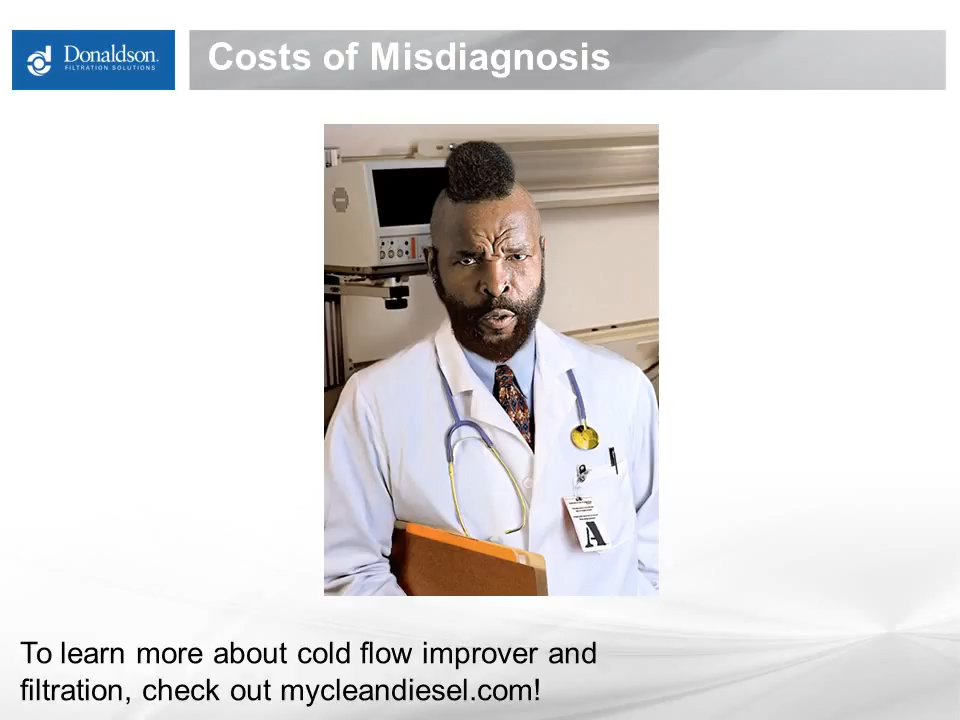 Donaldson.
FILTRATION SOLUTIONS
Costs of Misdiagnosis
A
To learn more about cold flow improver and
filtration, check out mycleandiesel.com!